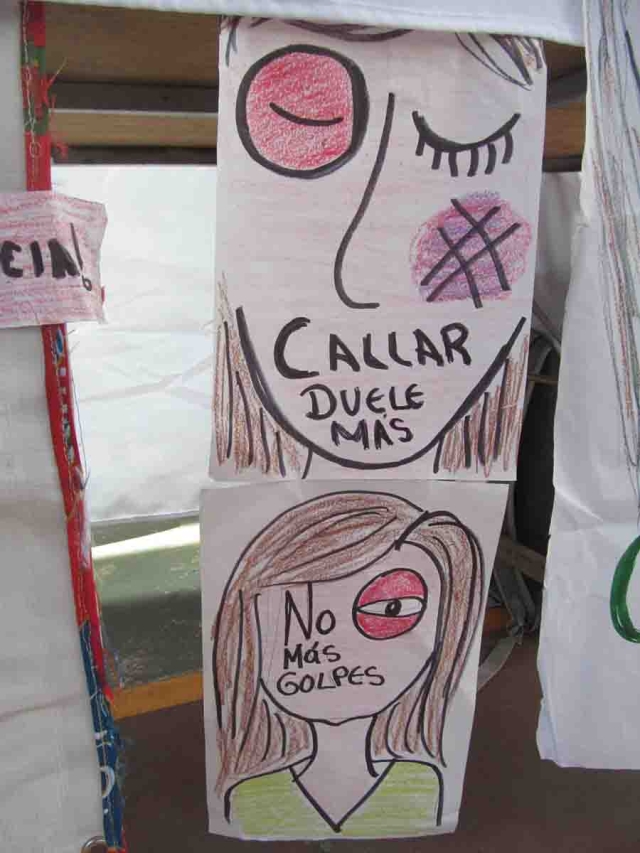 CIA!
CALLAR
DUELE
MÁS
No
Más
GOLPES